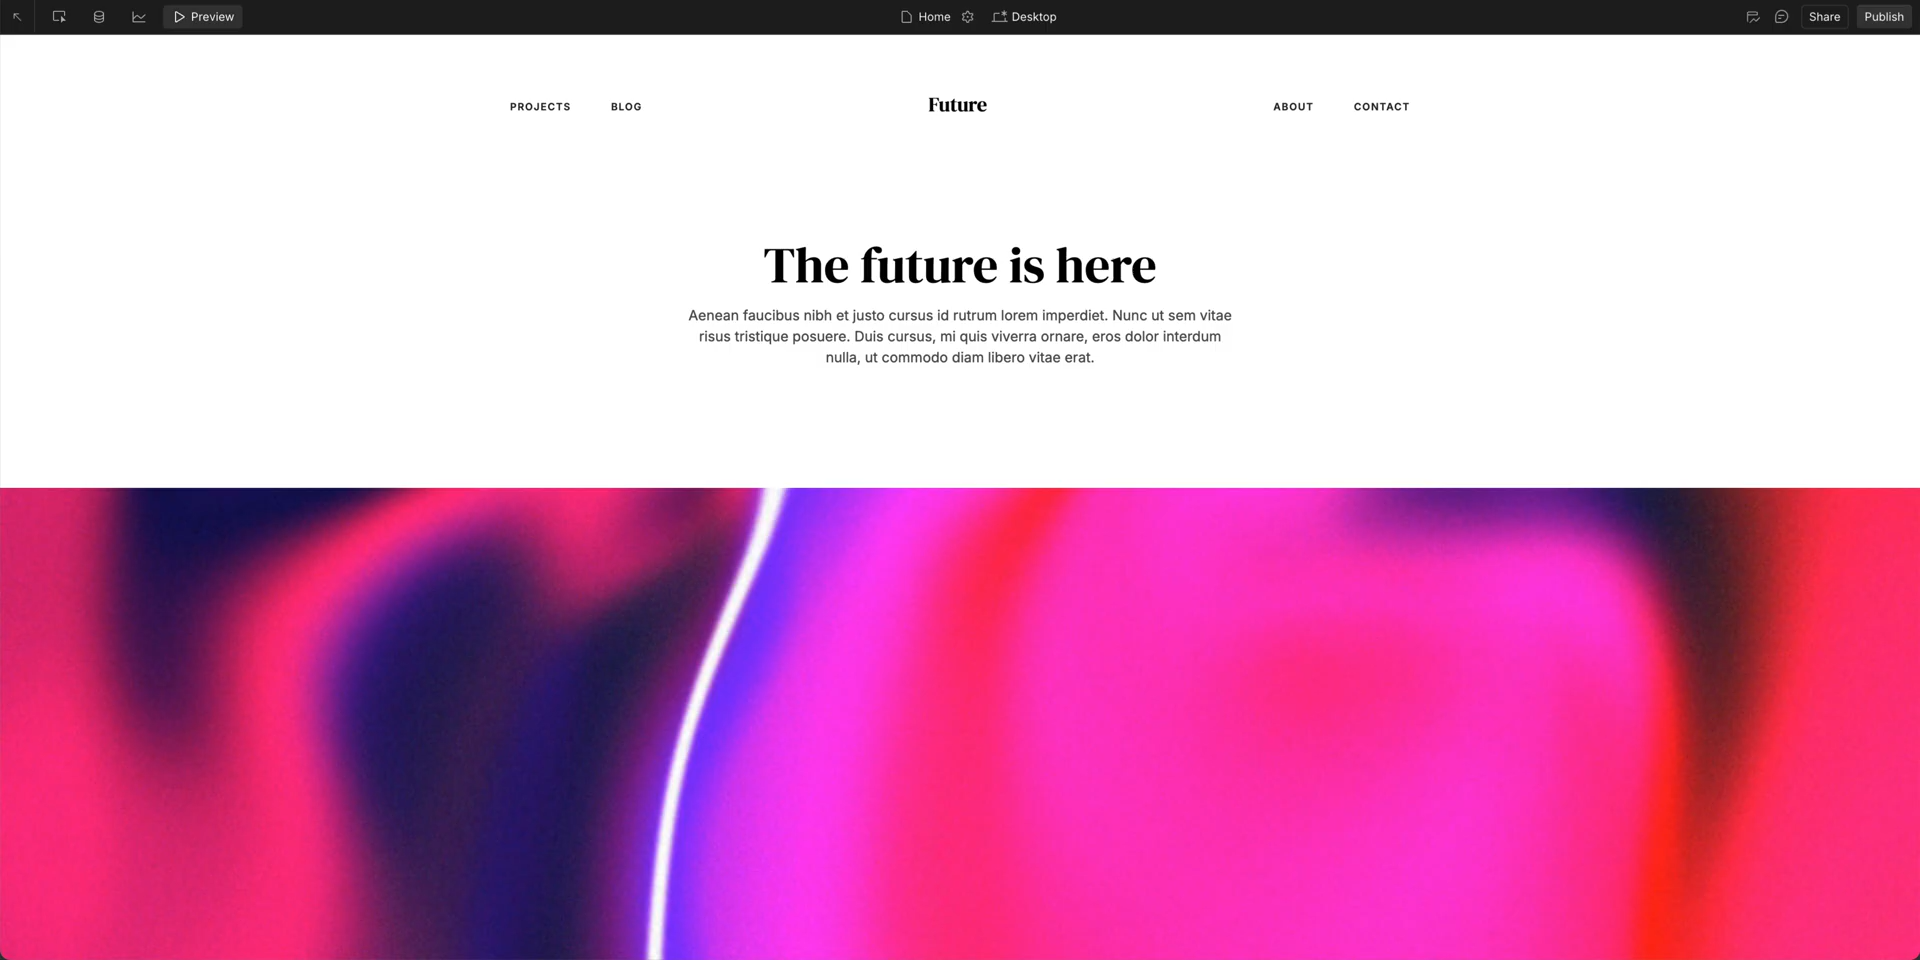 Preview
Home
Desktop
Share
Publish
PROJECTS
BLOG
Future
ABOUT
CONTACT
The future is here
Aenean faucibus nibh et justo cursus id rutrum lorem imperdiet. Nunc ut sem vitae
risus tristique posuere. Duis cursus, mi quis viverra ornare, eros dolor interdum
nulla, ut commodo diam libero vitae erat.